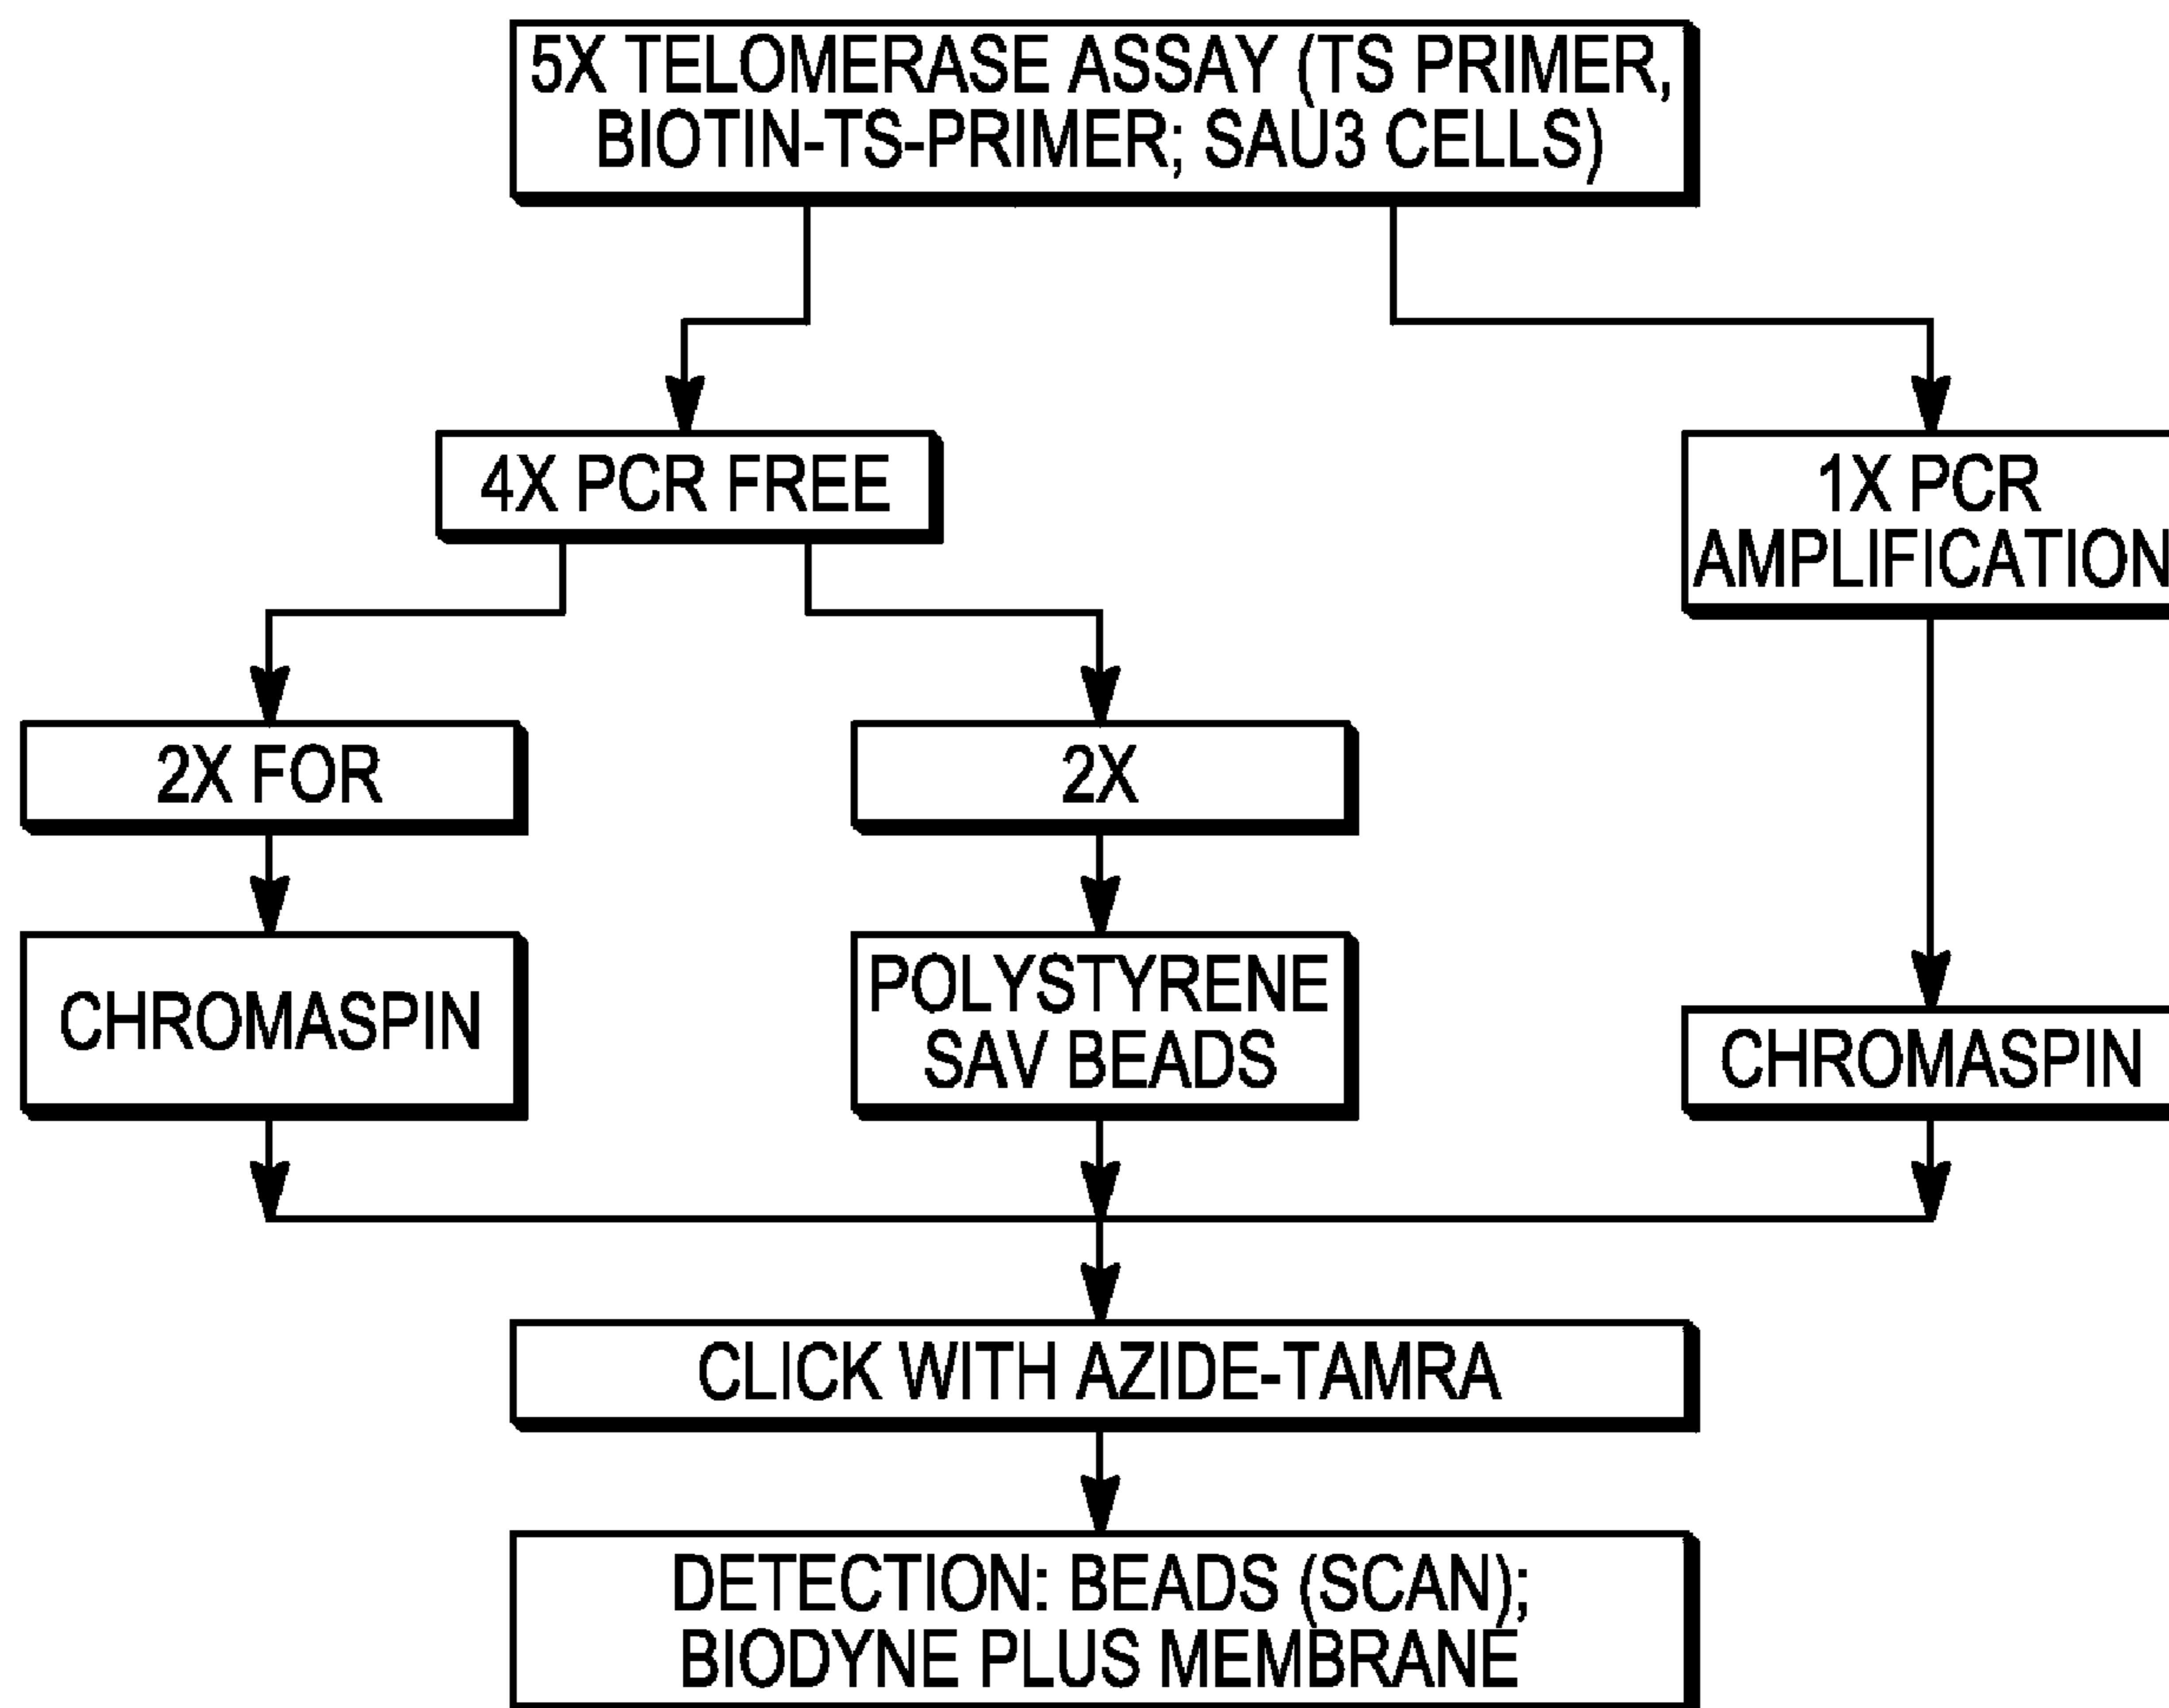 5X TELOMERASE ASSAY (TS PRIMER,
BIOTIN-TS-PRIMER; SAU3 CELLS)
4X PCR FREE
1X PCR
AMPLIFICATION
2X FOR
2X
CHROMASPIN
POLYSTYRENE
SAV BEADS
CHROMASPIN
CLICK WITH AZIDE-TAMRA
DETECTION: BEADS (SCAN);
BIODYNE PLUS MEMBRANE